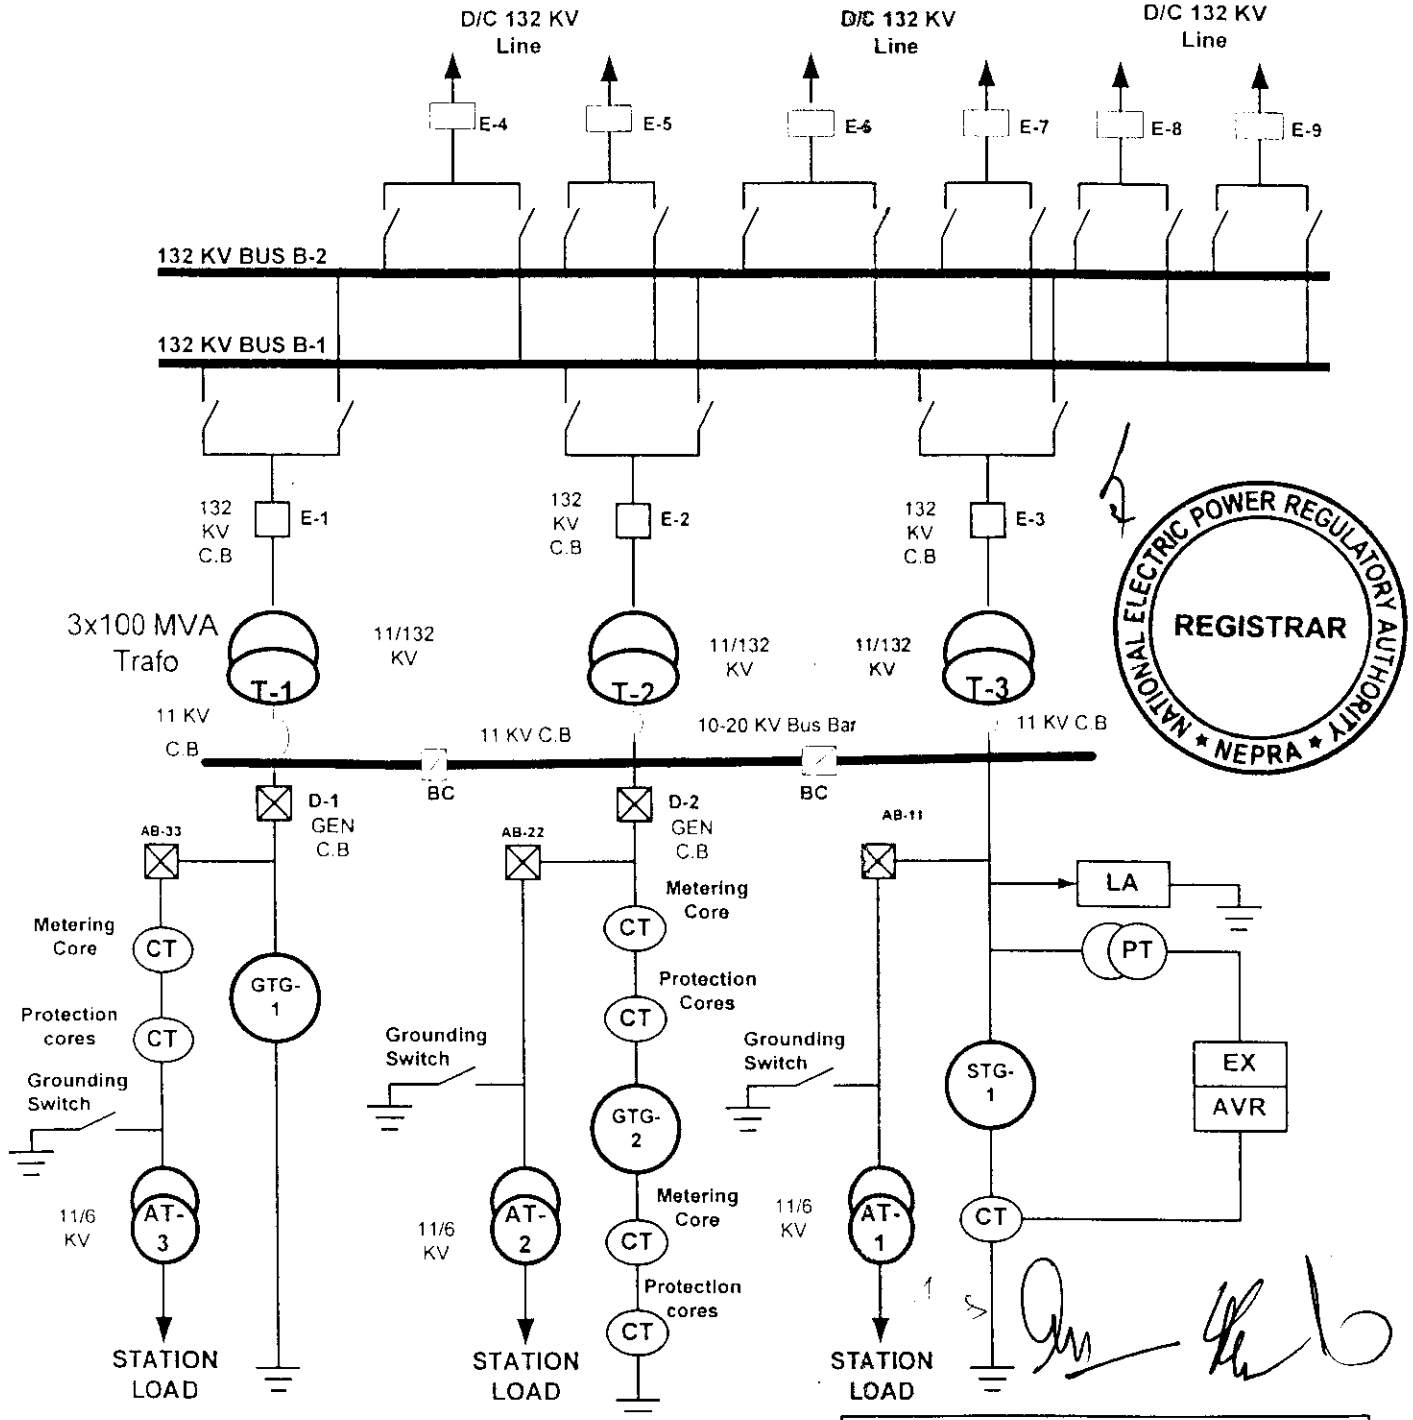 D/C 132 KV
Line
D/C 132 KV
Line
D/C 132 KV
Line
E-4
E-5
E-6
E-7
E-8
E-9
132 KV BUS B-2
132 KV BUS B-1
132
KV
C.B
E-1
132
KV
C.B
E-2
132
KV
C.B
E-3
NATIONAL ELECTRIC POWER REGULATORY AUTHORITY
REGISTRAR
★ NEPRA ★
3x100 MVA
Trafo
T-1
11/132
KV
T-2
11/132
KV
11/132
KV
T-3
11 KV
C.B
11 KV C.B
10-20 KV Bus Bar
11 KV C.B
BC
BC
D-1
GEN
C.B
D-2
GEN
C.B
AB-33
AB-22
AB-11
Metering
Core
CT
Protection
cores
CT
Grounding
Switch
GTG-
1
11/6
KV
AT-
3
STATION
LOAD
Metering
Core
CT
Protection
Cores
CT
Grounding
Switch
GTG-
2
Metering
Core
CT
Protection
cores
CT
11/6
KV
AT-
2
STATION
LOAD
LA
PT
Grounding
Switch
STG-
1
EX
AVR
CT
11/6
KV
AT-
1
STATION
LOAD